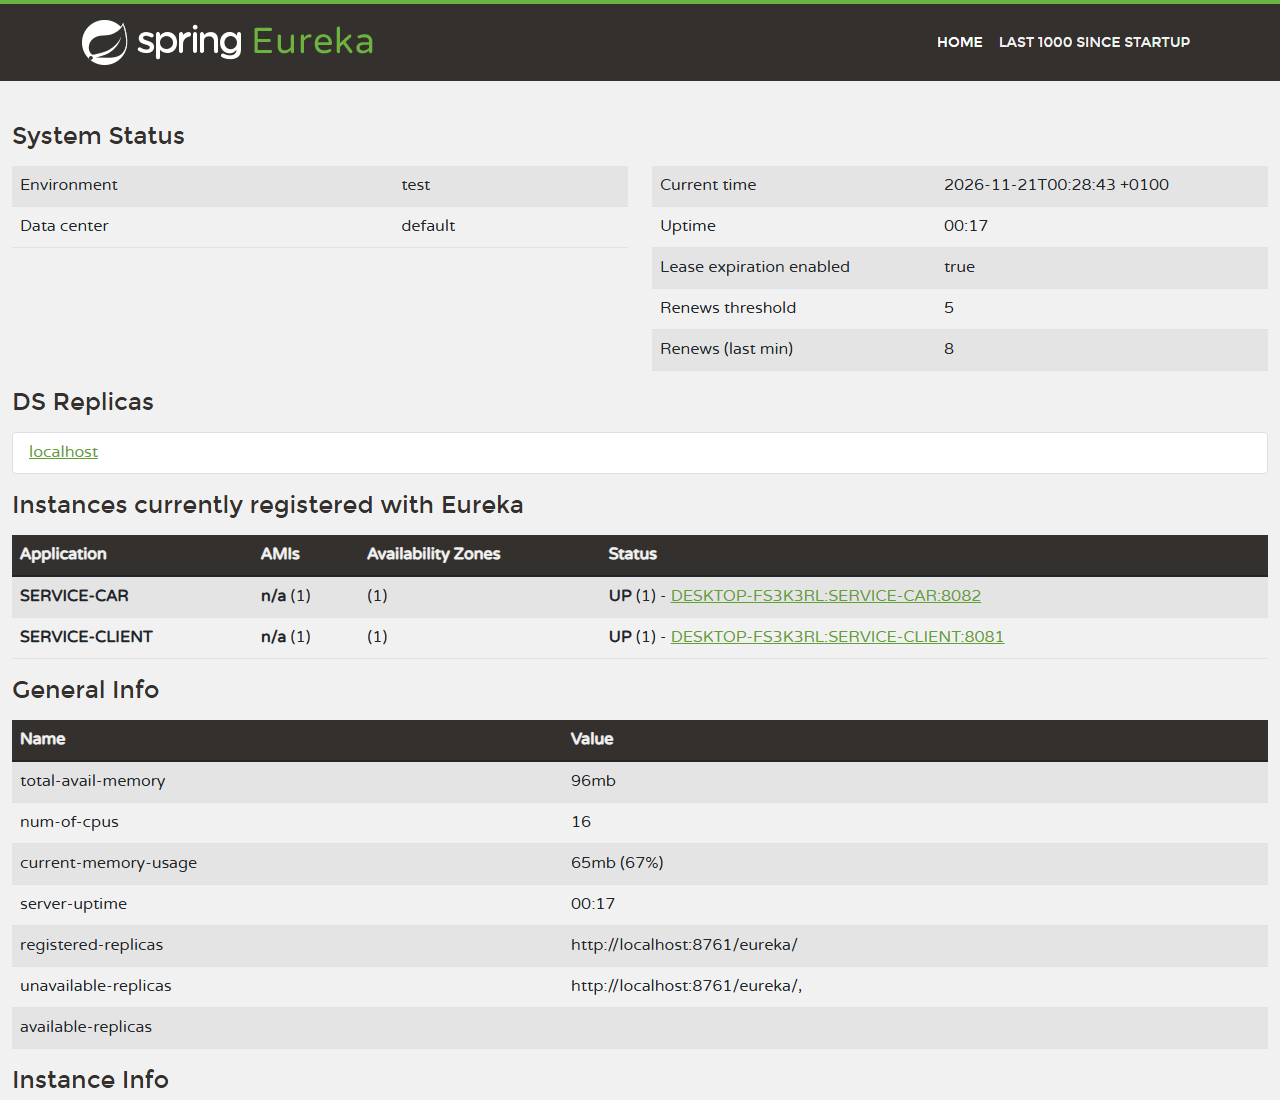 spring Eureka
HOME LAST 1000 SINCE STARTUP
System Status
Environment test
Data center default
Current time 2026-11-21T00:28:43 +0100
Uptime 00:17
Lease expiration enabled true
Renews threshold 5
Renews (last min) 8
DS Replicas
localhost
Instances currently registered with Eureka
Application AMIs Availability Zones Status
SERVICE-CAR n/a (1) (1) UP (1) - DESKTOP-FS3K3RL:SERVICE-CAR:8082
SERVICE-CLIENT n/a (1) (1) UP (1) - DESKTOP-FS3K3RL:SERVICE-CLIENT:8081
General Info
Name Value
total-avail-memory 96mb
num-of-cpus 16
current-memory-usage 65mb (67%)
server-uptime 00:17
registered-replicas http://localhost:8761/eureka/
unavailable-replicas http://localhost:8761/eureka/,
available-replicas
Instance Info